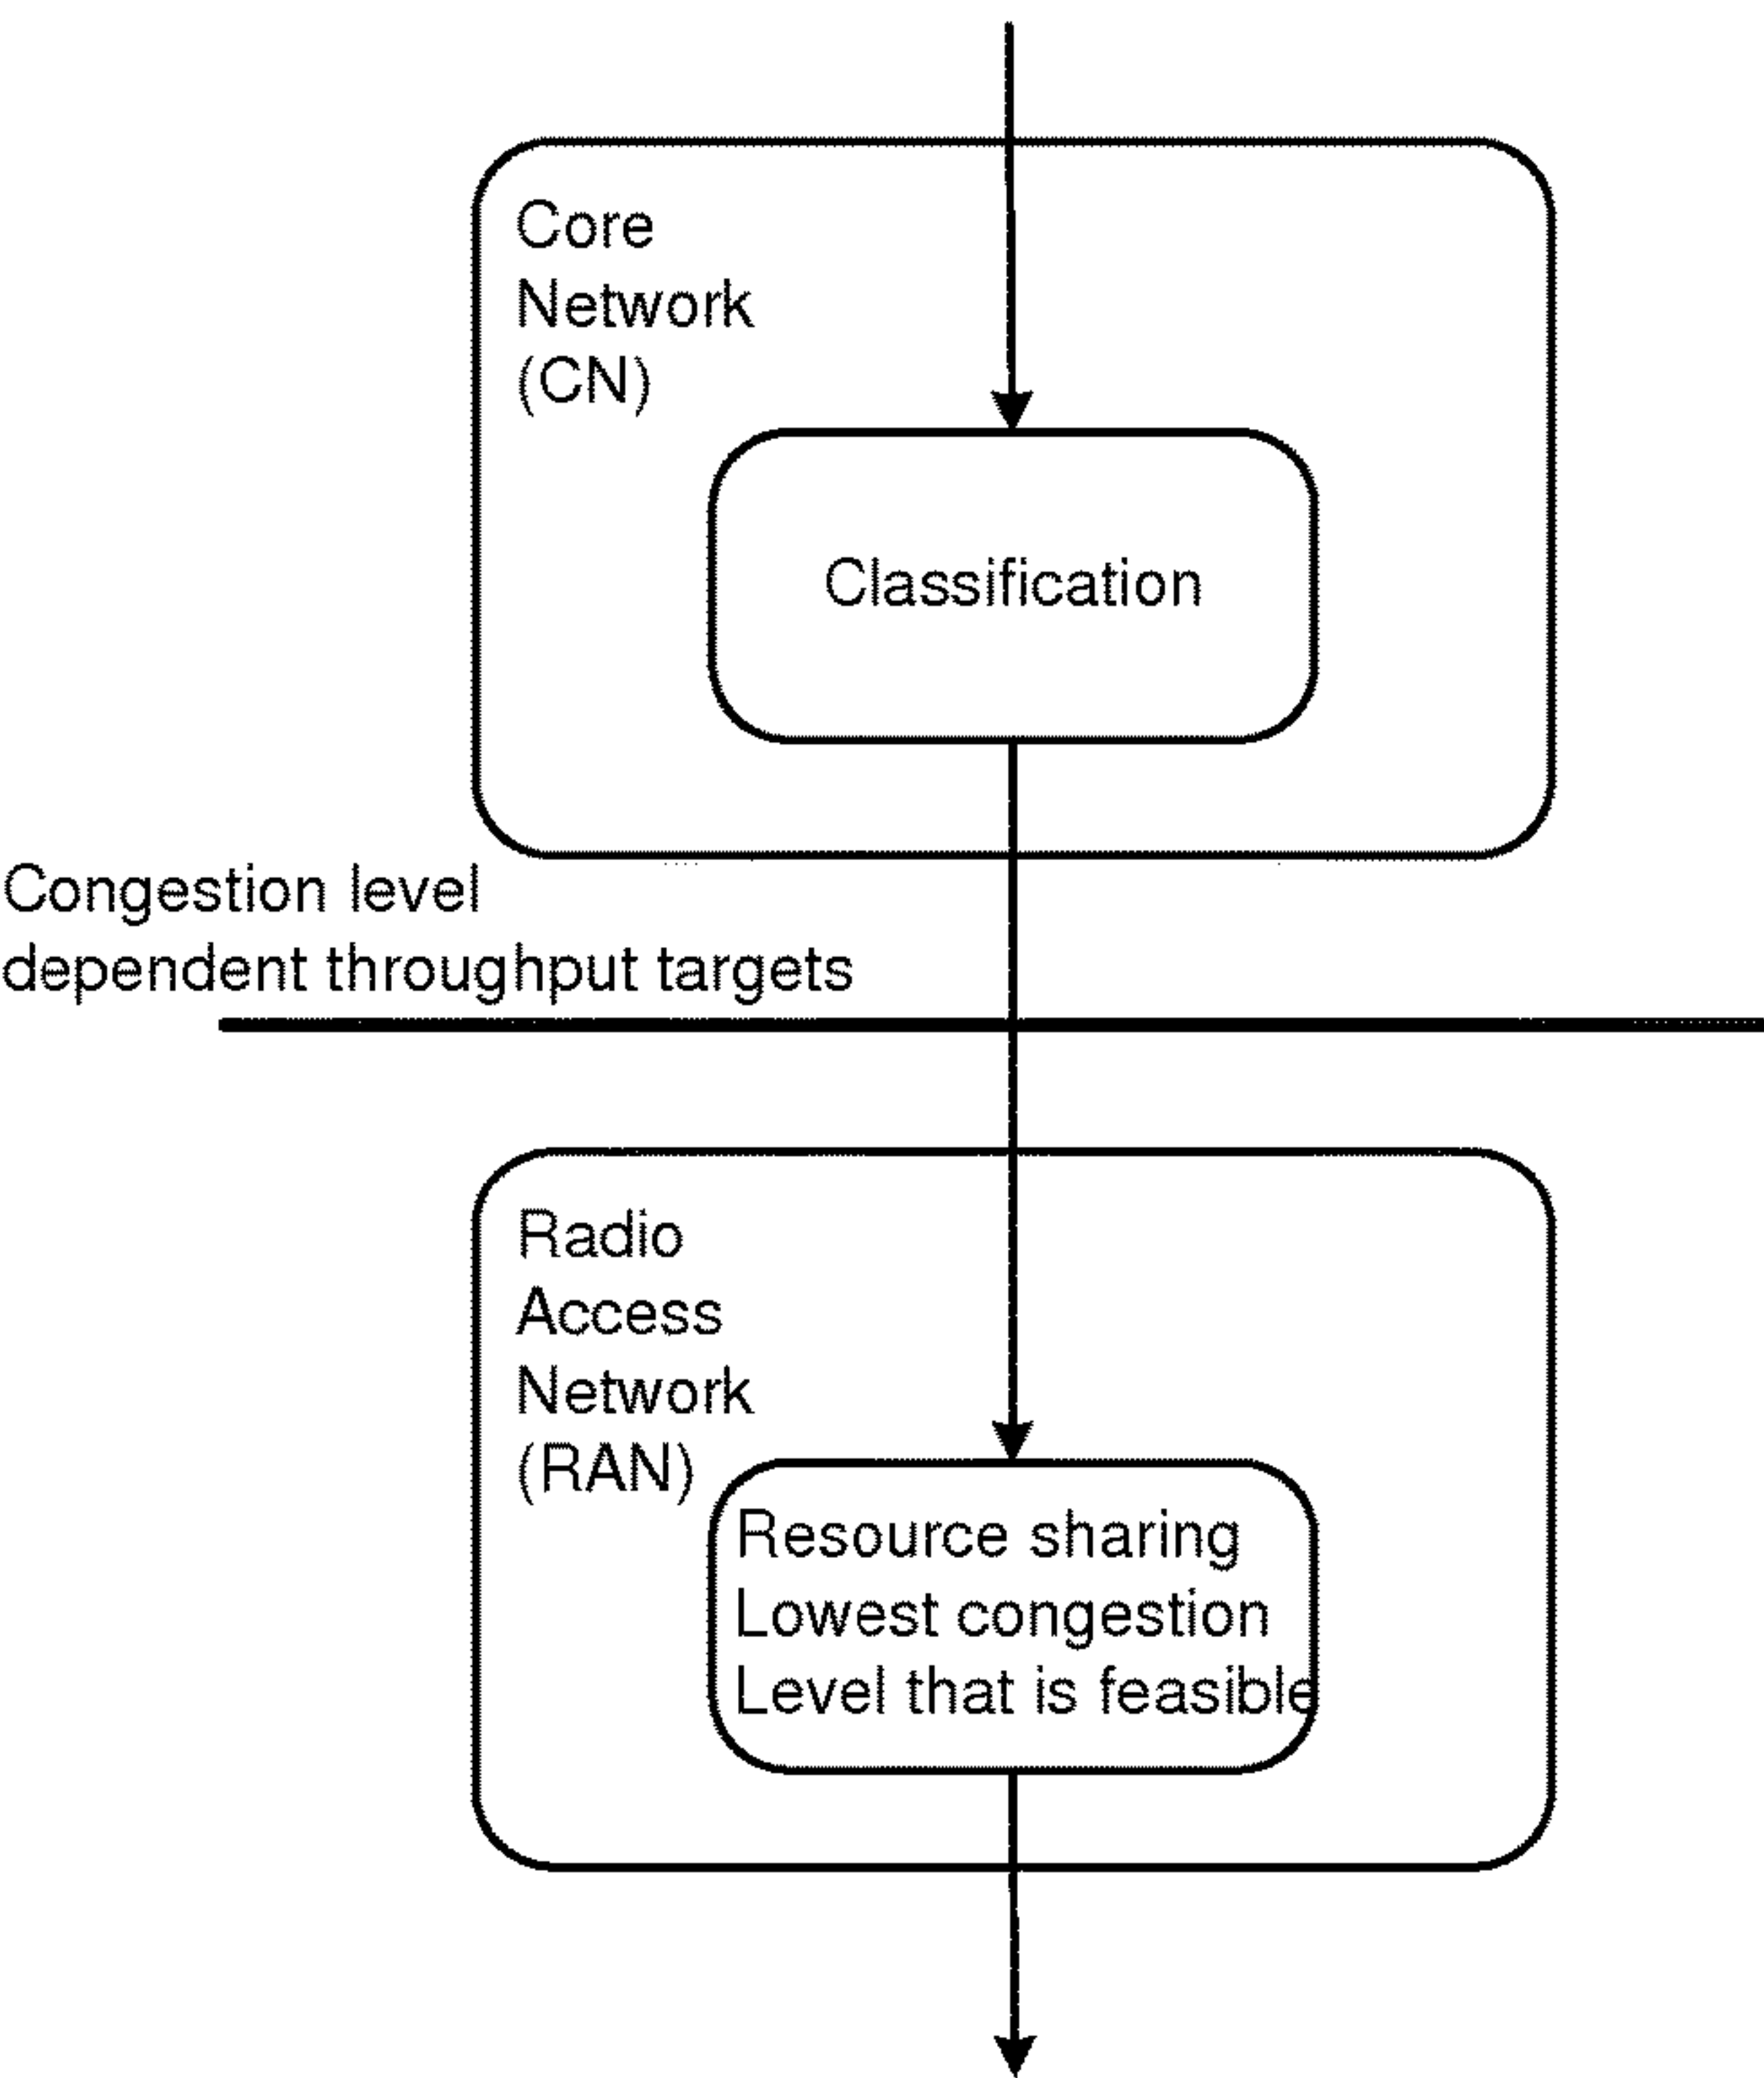 Core
Network
(CN)
Classification
Congestion level
dependent throughput targets
Radio
Access
Network
(RAN)
Resource sharing
Lowest congestion
Level that is feasible